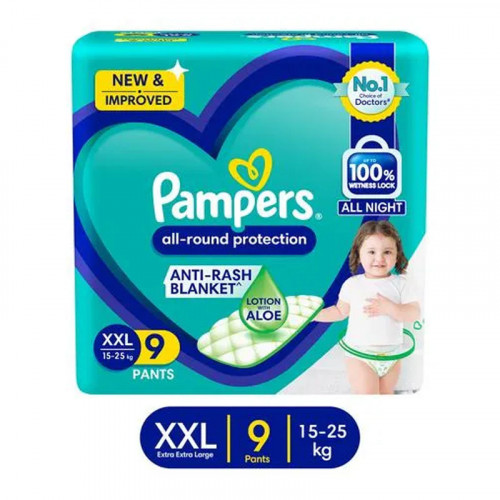 Pampers
NEW &
IMPROVED
No.1
Choice of
Doctors#
UP TO
100%
WETNESS LOCK
ALL NIGHT
Pampers®
all-round protection
ANTI-RASH
BLANKET^
LOTION
WITH
ALOE
XXL
15-25 kg
9
PANTS
XXL
Extra Extra Large
9
Pants
15-25
kg